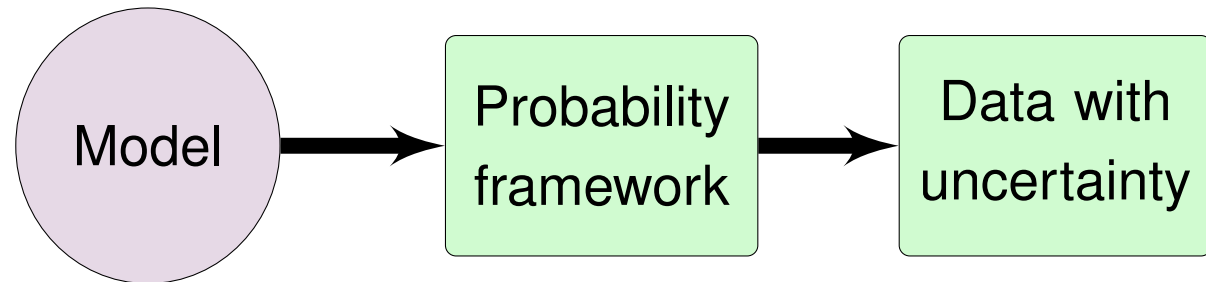 Model
Probability
framework
Data with
uncertainty